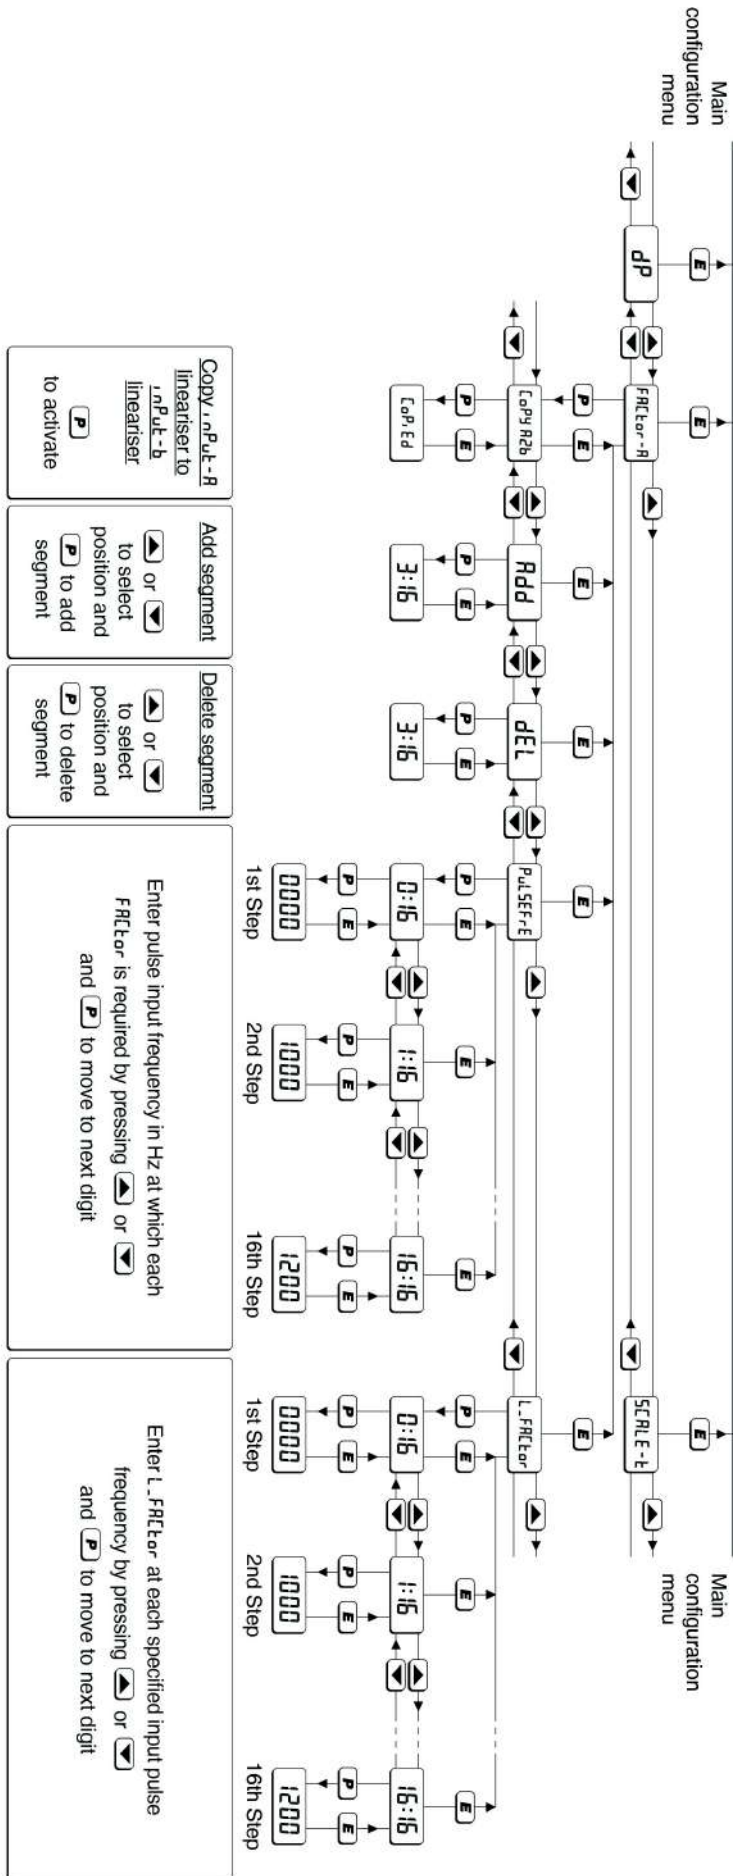 Main
configuration
menu
Main
configuration
menu
E
E
E
dP
FACtor-A
SCALE-t
P
E
E
E
E
E
CoPY A2b
Add
dEL
PuLSEFrE
L_FACtor
P
E
P
E
P
E
P
E
E
E
P
E
E
E
CoPiEd
3:16
3:16
0:16
1:16
16:16
0:16
1:16
16:16
P
E
P
E
P
E
P
E
P
E
P
E
0000
1000
1200
0000
1000
1200
1st Step
2nd Step
16th Step
1st Step
2nd Step
16th Step
Copy inPut-A
lineariser to
inPut-b
lineariser
P
to activate
Add segment
▲ or ▼
to select
position and
P to add
segment
Delete segment
▲ or ▼
to select
position and
P to delete
segment
Enter pulse input frequency in Hz at which each
FACtor is required by pressing ▲ or ▼
and P to move to next digit
Enter L_FACtor at each specified input pulse
frequency by pressing ▲ or ▼
and P to move to next digit